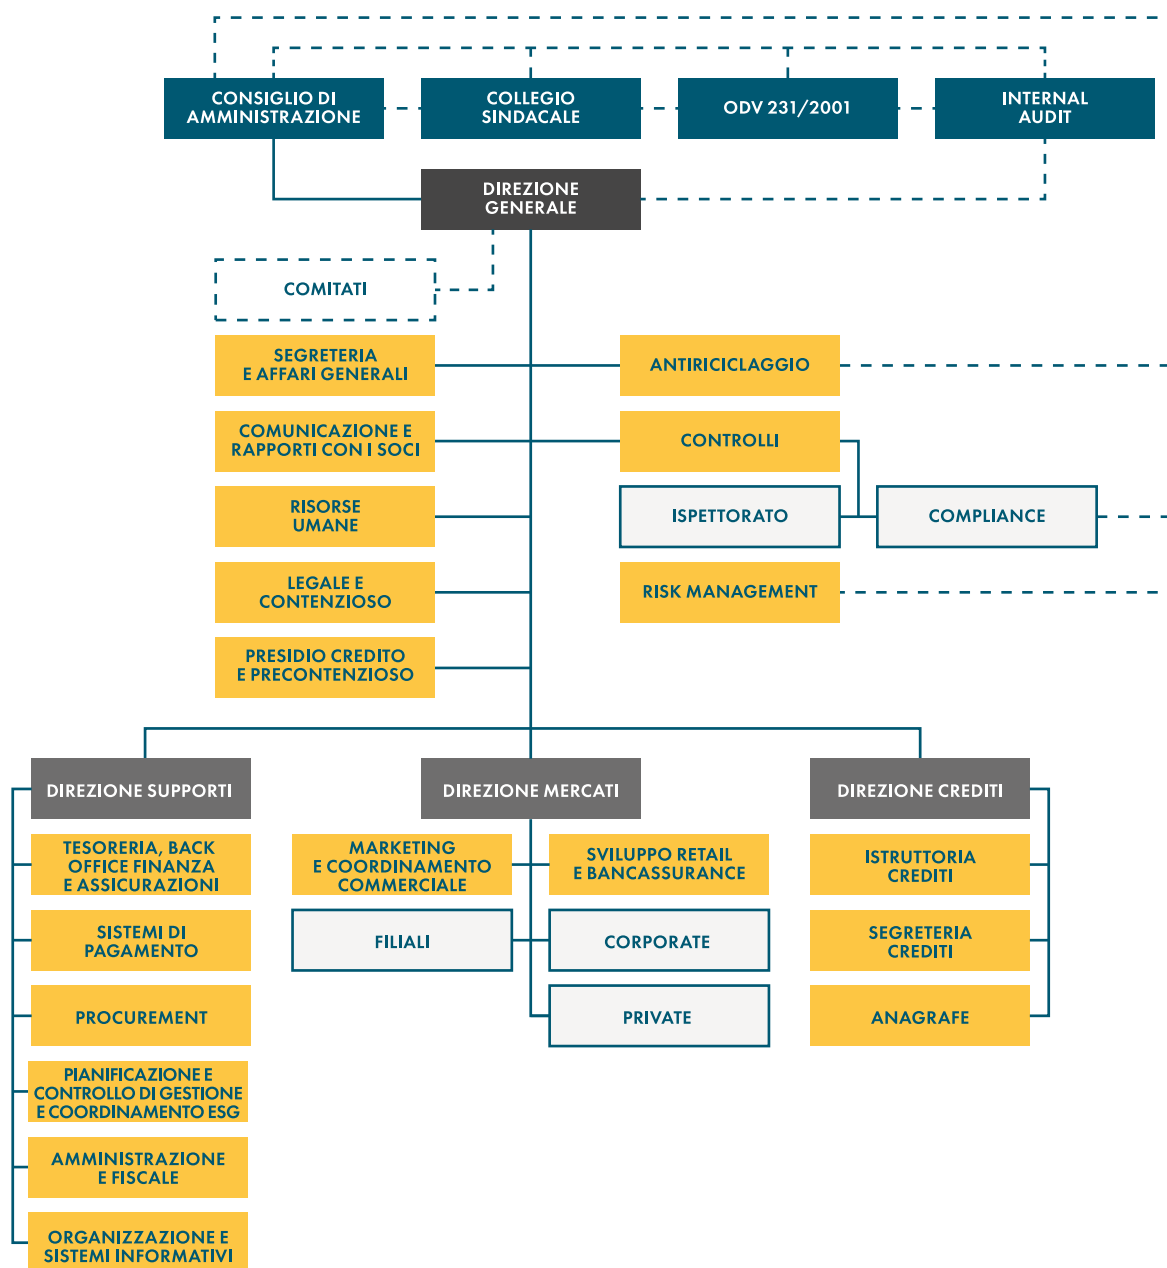 CONSIGLIO DI
AMMINISTRAZIONE
COLLEGIO
SINDACALE
ODV 231/2001
INTERNAL
AUDIT
DIREZIONE
GENERALE
COMITATI
SEGRETERIA
E AFFARI GENERALI
ANTIRICICLAGGIO
COMUNICAZIONE E
RAPPORTI CON I SOCI
CONTROLLI
RISORSE
UMANE
ISPETTORATO
COMPLIANCE
LEGALE E
CONTENZIOSO
RISK MANAGEMENT
PRESIDIO CREDITO
E PRECONTENZIOSO
DIREZIONE SUPPORTI
DIREZIONE MERCATI
DIREZIONE CREDITI
TESORERIA, BACK
OFFICE FINANZA
E ASSICURAZIONI
MARKETING
E COORDINAMENTO
COMMERCIALE
SVILUPPO RETAIL
E BANCASSURANCE
ISTRUTTORIA
CREDITI
SISTEMI DI
PAGAMENTO
FILIALI
CORPORATE
SEGRETERIA
CREDITI
PROCUREMENT
PRIVATE
ANAGRAFE
PIANIFICAZIONE E
CONTROLLO DI GESTIONE
E COORDINAMENTO ESG
AMMINISTRAZIONE
E FISCALE
ORGANIZZAZIONE E
SISTEMI INFORMATIVI